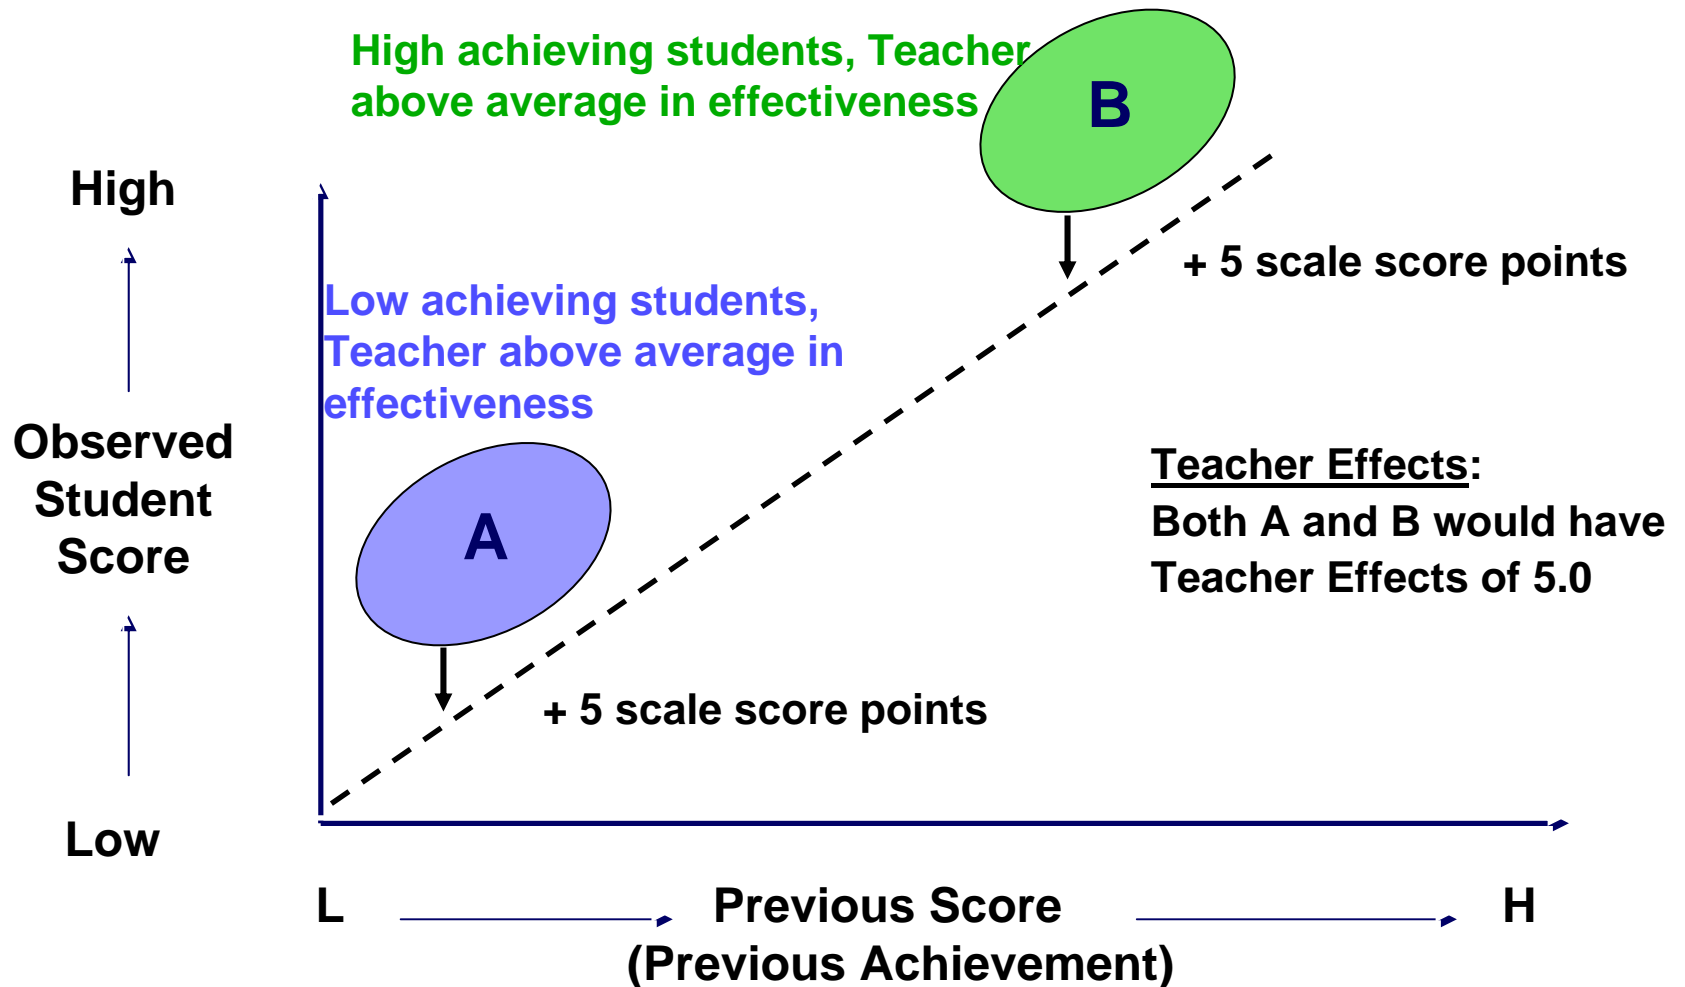 High achieving students, Teacher
above average in effectiveness
B
High
+ 5 scale score points
Low achieving students,
Teacher above average in
effectiveness
Observed
Student
Score
A
Teacher Effects:
Both A and B would have
Teacher Effects of 5.0
+ 5 scale score points
Low
L
Previous Score
H
(Previous Achievement)